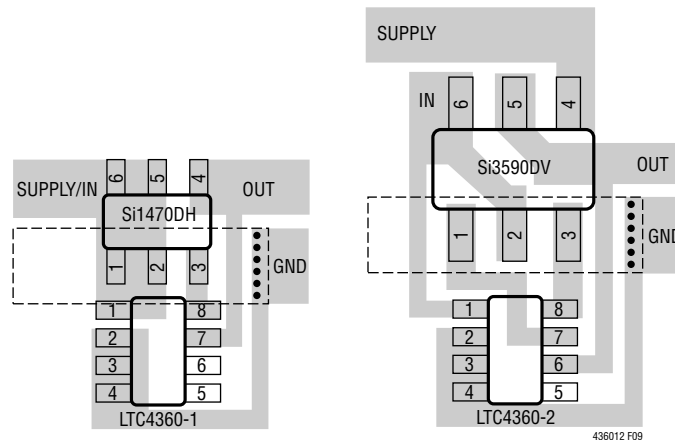 SUPPLY
IN
6
5
4
Si3590DV
OUT
1
2
3
GND
1
2
3
4
8
7
6
5
LTC4360-2
6
5
4
SUPPLY/IN
OUT
Si1470DH
1
2
3
GND
1
2
3
4
8
7
6
5
LTC4360-1
436012 F09